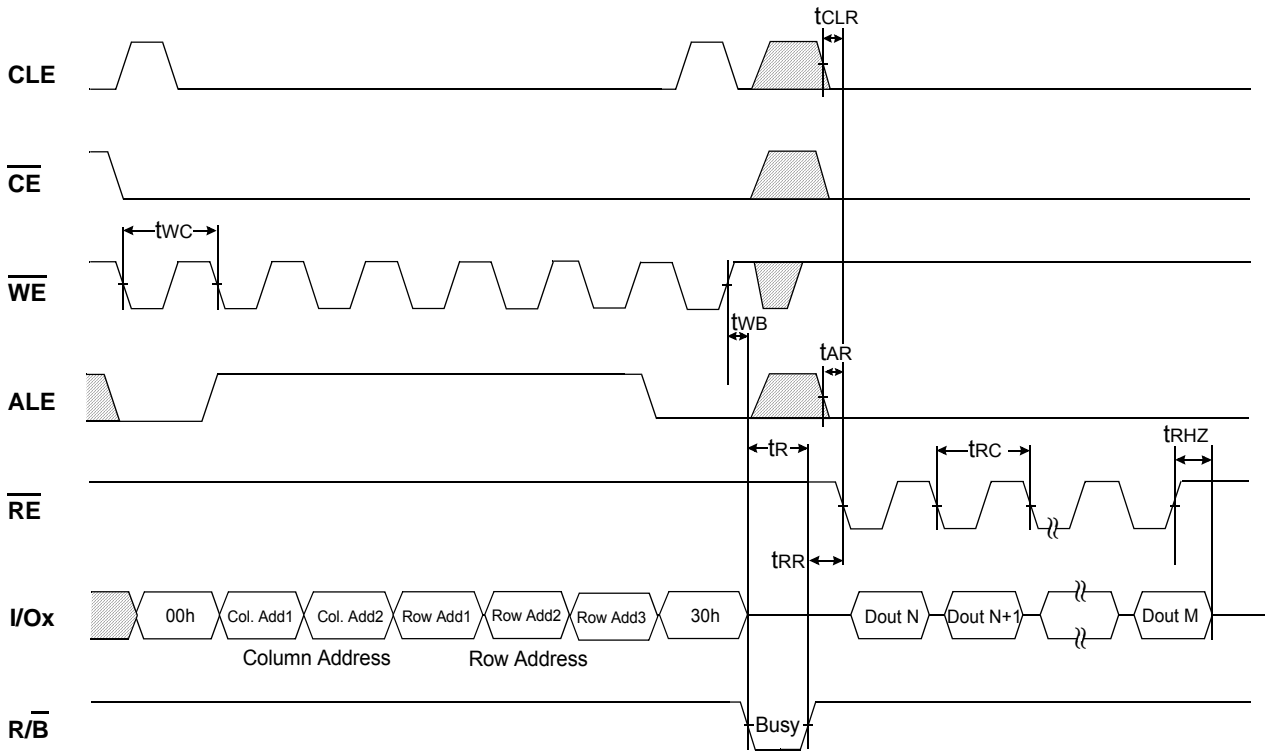 tCLR
CLE
CE
tWC
WE
tWB
tAR
ALE
tR
tRC
tRHZ
RE
tRR
I/Ox
00h
Col. Add1
Col. Add2
Row Add1
Row Add2
Row Add3
30h
Dout N
Dout N+1
Dout M
Column Address
Row Address
R/B
Busy